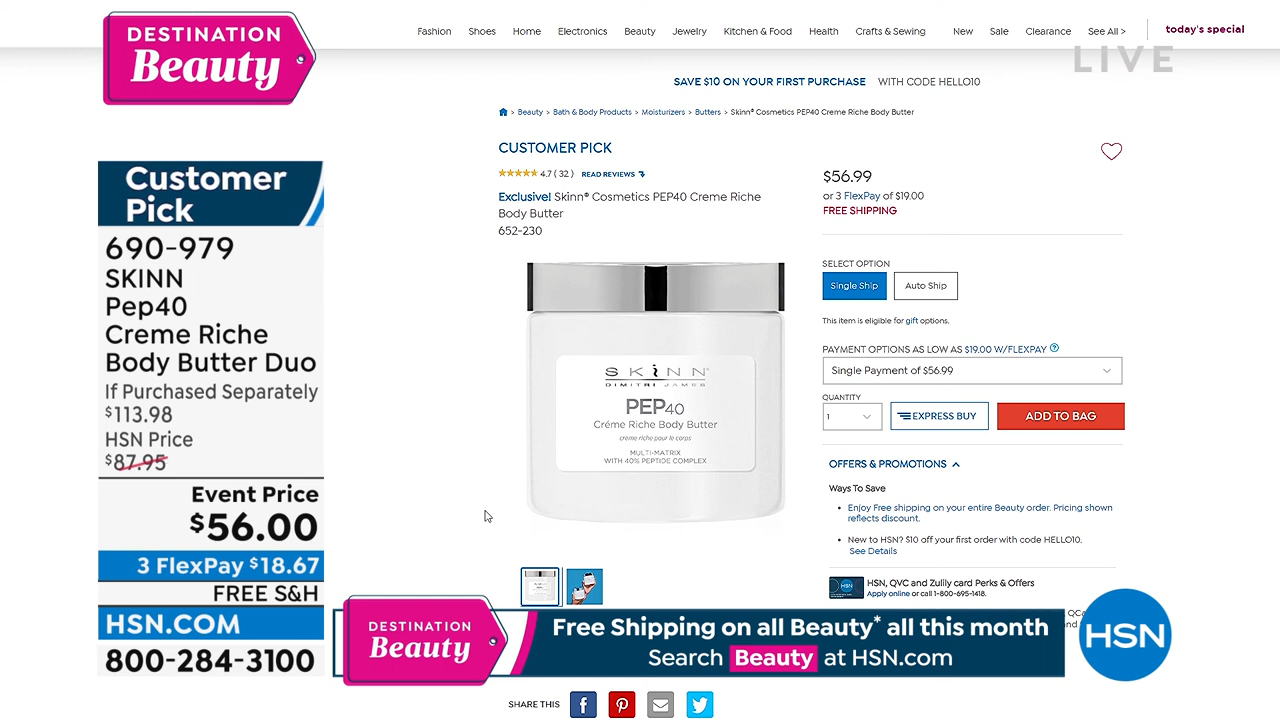 DESTINATION
Beauty
Fashion Shoes Home Electronics Beauty Jewelry Kitchen & Food Health Crafts & Sewing New Sale Clearance See All > today's special
LIVE
SAVE $10 ON YOUR FIRST PURCHASE WITH CODE HELLO10
> Beauty > Bath & Body Products > Moisturizers > Butters > Skinn® Cosmetics PEP40 Creme Riche Body Butter
CUSTOMER PICK
4.7 ( 32 ) READ REVIEWS
Exclusive! Skinn® Cosmetics PEP40 Creme Riche
Body Butter
652-230
$56.99
or 3 FlexPay of $19.00
FREE SHIPPING
SELECT OPTION
Single Ship Auto Ship
This item is eligible for gift options.
PAYMENT OPTIONS AS LOW AS $19.00 W/FLEXPAY ?
Single Payment of $56.99
QUANTITY
1 EXPRESS BUY ADD TO BAG
OFFERS & PROMOTIONS
Ways To Save
• Enjoy Free shipping on your entire Beauty order. Pricing shown
reflects discount.
• New to HSN? $10 off your first order with code HELLO10.
See Details
HSN HSN, QVC and Zulily card Perks & Offers
Apply online or call 1-800-695-1418.
SKINN®
DIMITRI JAMES
PEP40
Créme Riche Body Butter
creme riche pour le corps
MULTI-MATRIX
WITH 40% PEPTIDE COMPLEX
Customer
Pick
690-979
SKINN
Pep40
Creme Riche
Body Butter Duo
If Purchased Separately
$113.98
HSN Price
$87.95
Event Price
$56.00
3 FlexPay $18.67
FREE S&H
HSN.COM
800-284-3100
DESTINATION
Beauty
Free Shipping on all Beauty* all this month
Search Beauty at HSN.com
HSN
SHARE THIS